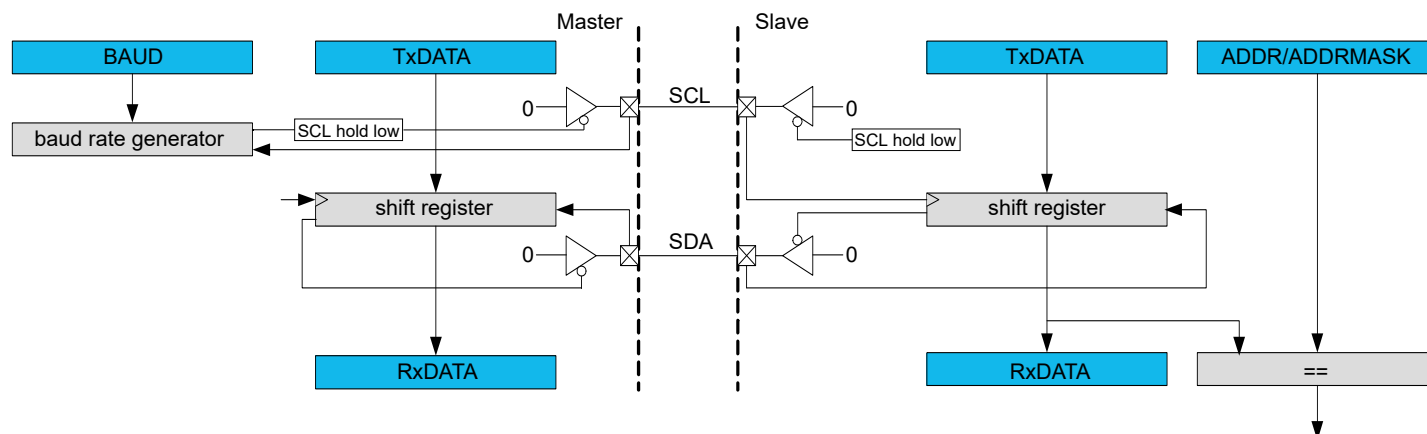 Master
Slave
BAUD
TxDATA
TxDATA
ADDR/ADDRMASK
0
SCL
0
baud rate generator
SCL hold low
SCL hold low
shift register
shift register
0
SDA
0
RxDATA
RxDATA
==